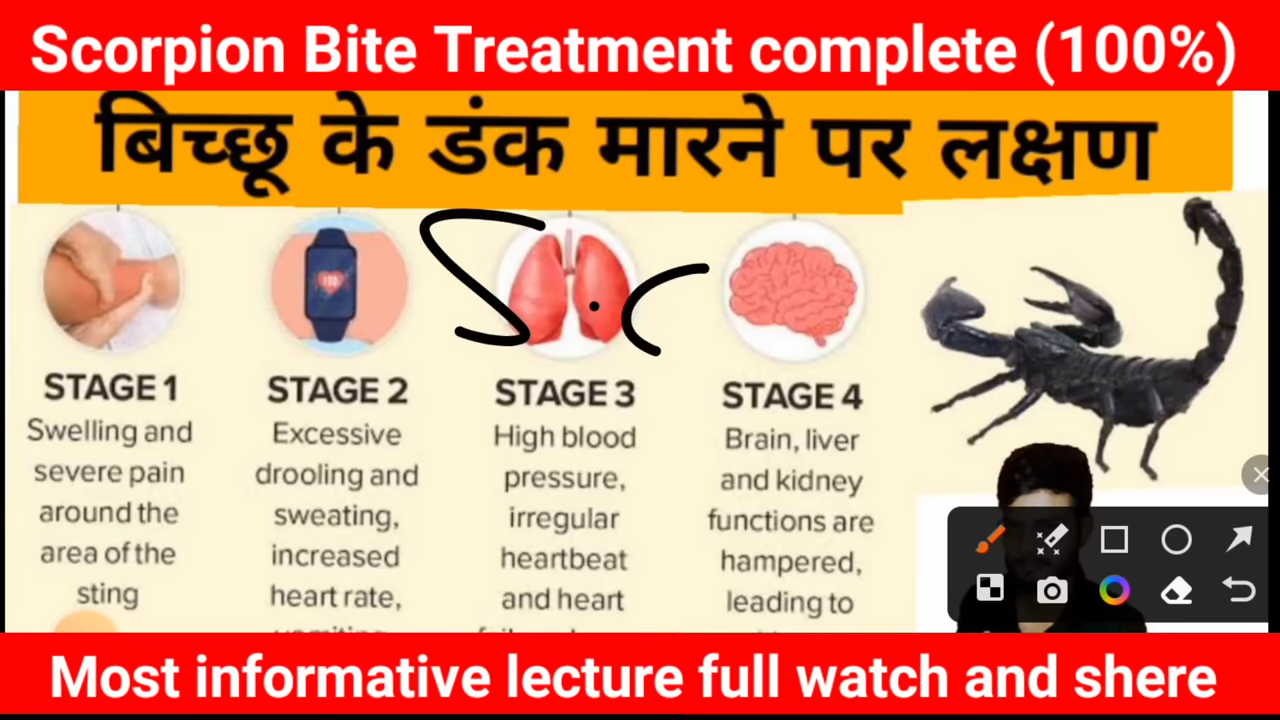 Scorpion Bite Treatment complete (100%)
बिच्छू के डंक मारने पर लक्षण
S.C
STAGE 1
Swelling and
severe pain
around the
area of the
sting
STAGE 2
Excessive
drooling and
sweating,
increased
heart rate,
vomiting,
STAGE 3
High blood
pressure,
irregular
heartbeat
and heart
STAGE 4
Brain, liver
and kidney
functions are
hampered,
leading to
Most informative lecture full watch and shere